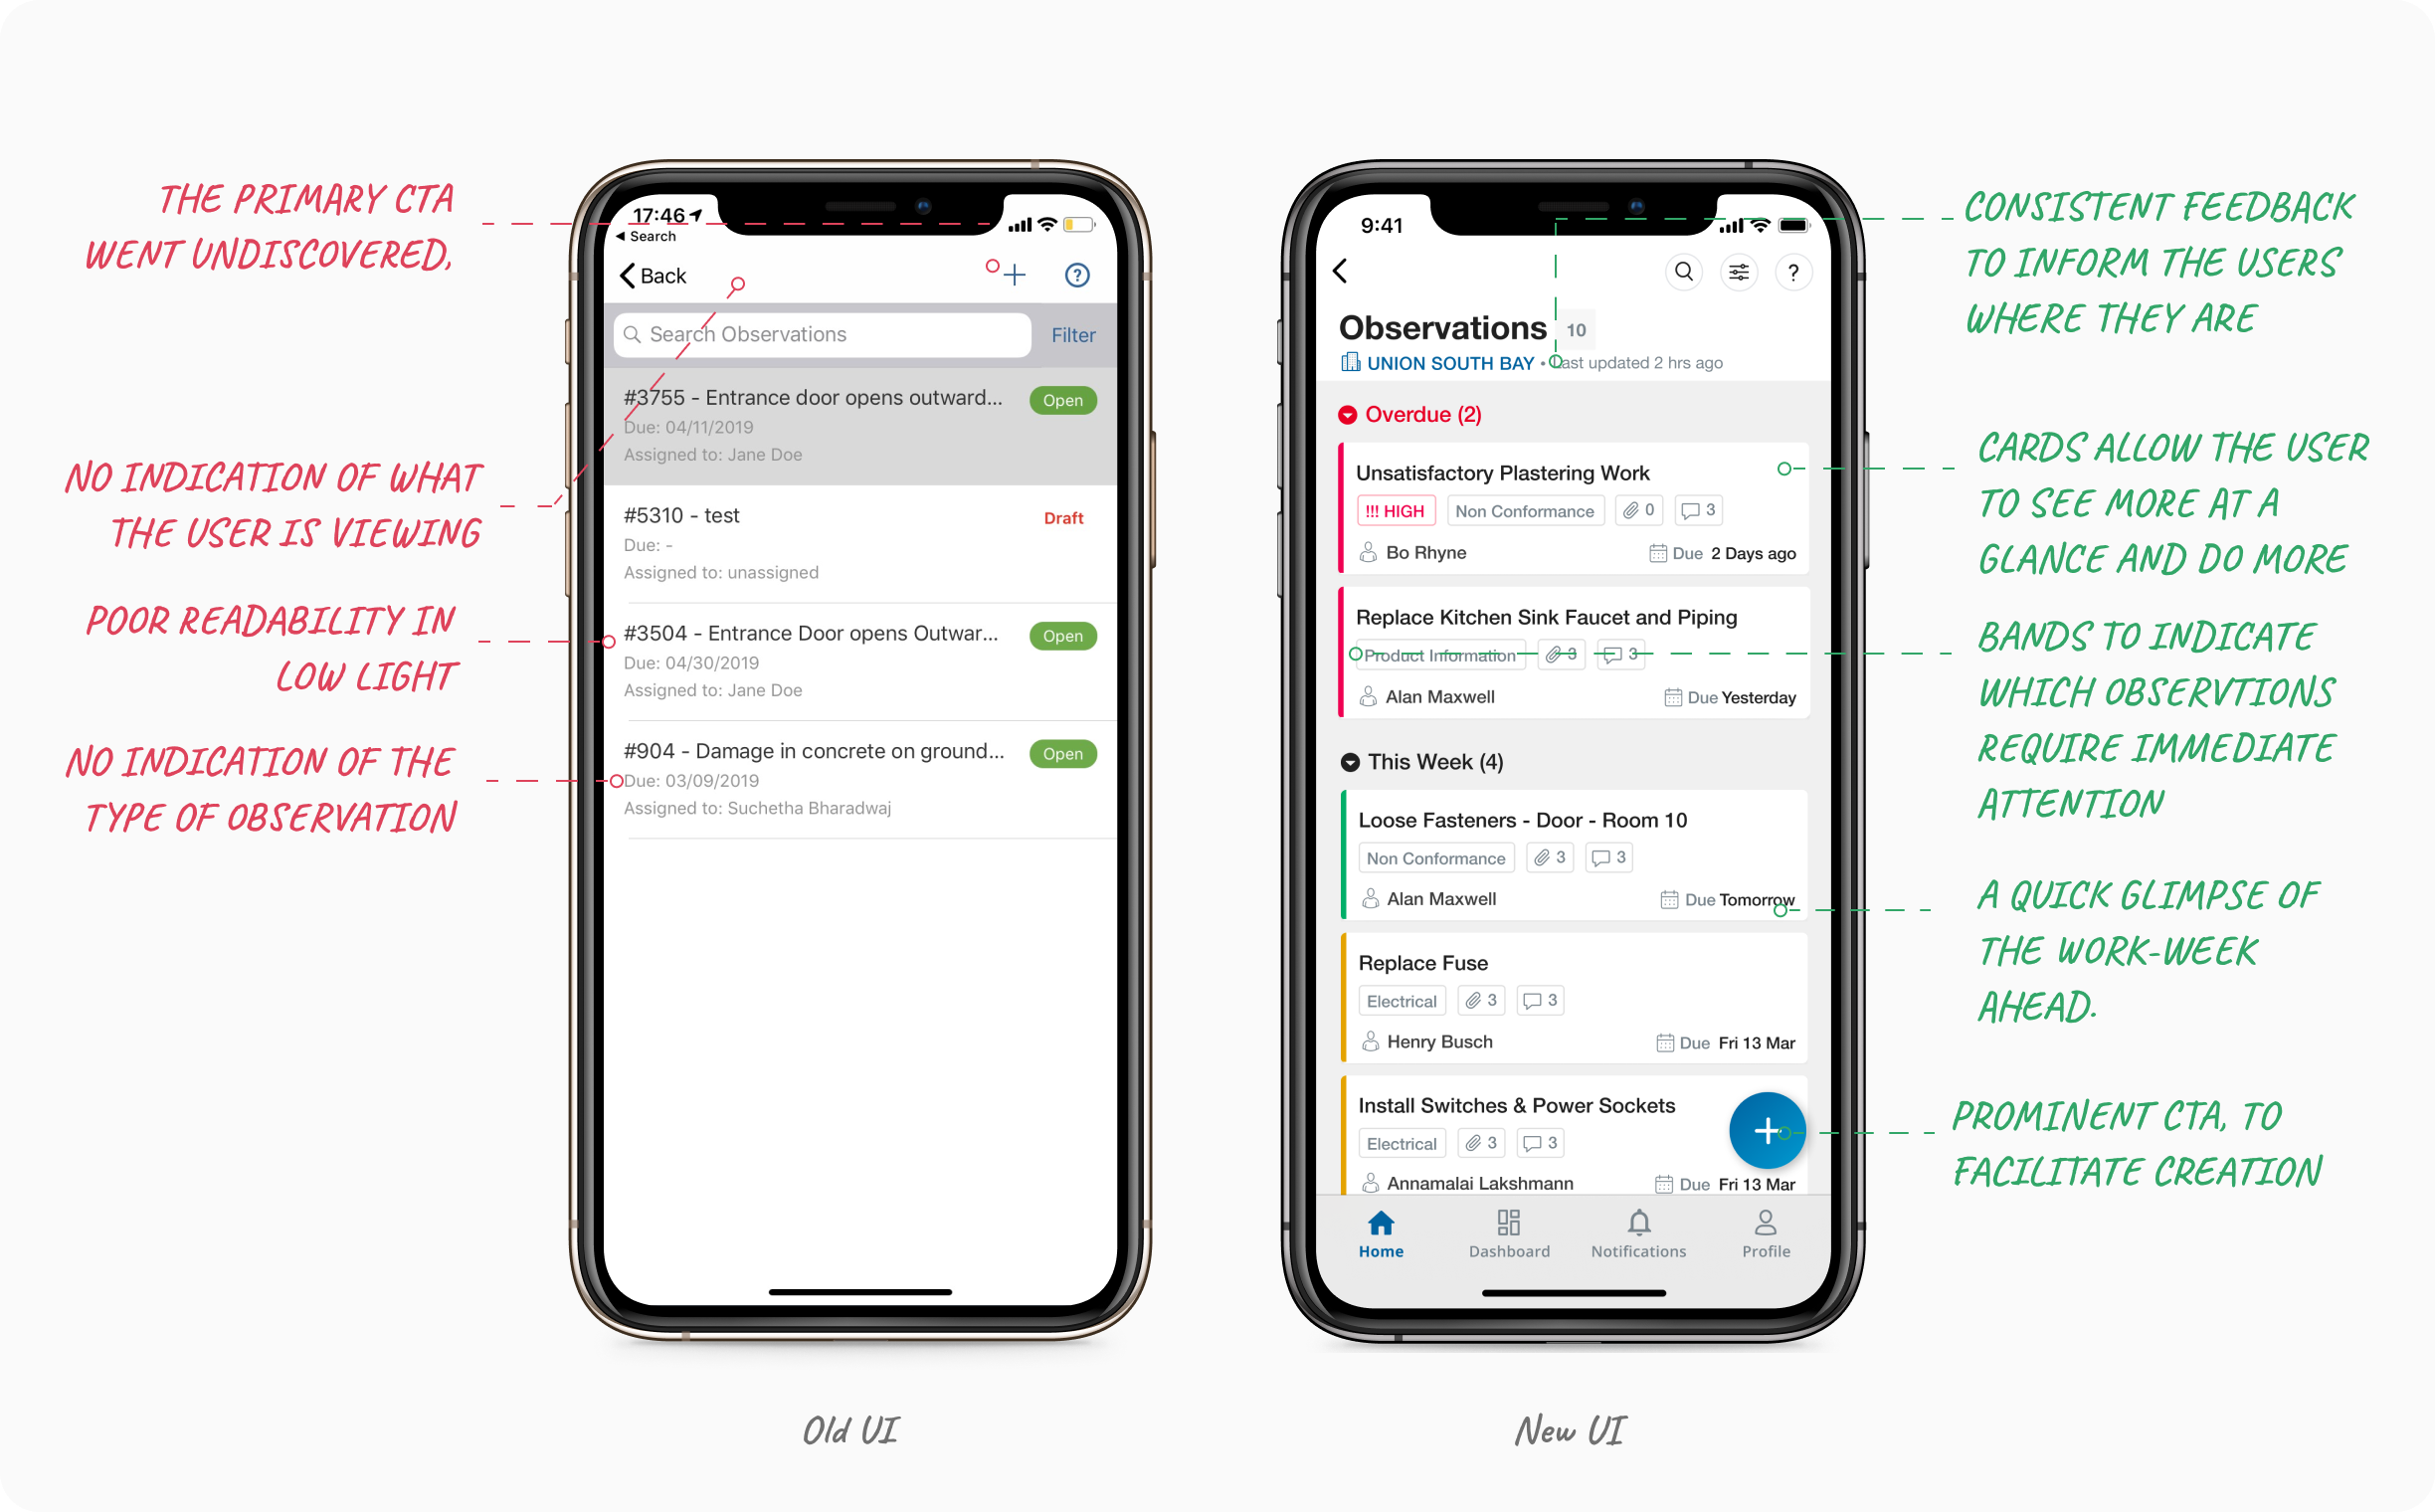 THE PRIMARY CTA
WENT UNDISCOVERED,
NO INDICATION OF WHAT
THE USER IS VIEWING
POOR READABILITY IN
LOW LIGHT
NO INDICATION OF THE
TYPE OF OBSERVATION
17:46
Search
Back
Search Observations
Filter
#3755 - Entrance door opens outward...
Open
Due: 04/11/2019
Assigned to: Jane Doe
#5310 - test
Draft
Due: -
Assigned to: unassigned
#3504 - Entrance Door opens Outwar...
Open
Due: 04/30/2019
Assigned to: Jane Doe
#904 - Damage in concrete on ground...
Open
Due: 03/09/2019
Assigned to: Suchetha Bharadwaj
Old UI
9:41
Observations 10
UNION SOUTH BAY • Last updated 2 hrs ago
Overdue (2)
Unsatisfactory Plastering Work
!!! HIGH Non Conformance 0 3
Bo Rhyne Due 2 Days ago
Replace Kitchen Sink Faucet and Piping
Product Information 3 3
Alan Maxwell Due Yesterday
This Week (4)
Loose Fasteners - Door - Room 10
Non Conformance 3 3
Alan Maxwell Due Tomorrow
Replace Fuse
Electrical 3 3
Henry Busch Due Fri 13 Mar
Install Switches & Power Sockets
Electrical 3 3
Annamalai Lakshmann Due Fri 13 Mar
Home Dashboard Notifications Profile
New UI
CONSISTENT FEEDBACK
TO INFORM THE USERS
WHERE THEY ARE
CARDS ALLOW THE USER
TO SEE MORE AT A
GLANCE AND DO MORE
BANDS TO INDICATE
WHICH OBSERVTIONS
REQUIRE IMMEDIATE
ATTENTION
A QUICK GLIMPSE OF
THE WORK-WEEK
AHEAD.
PROMINENT CTA, TO
FACILITATE CREATION